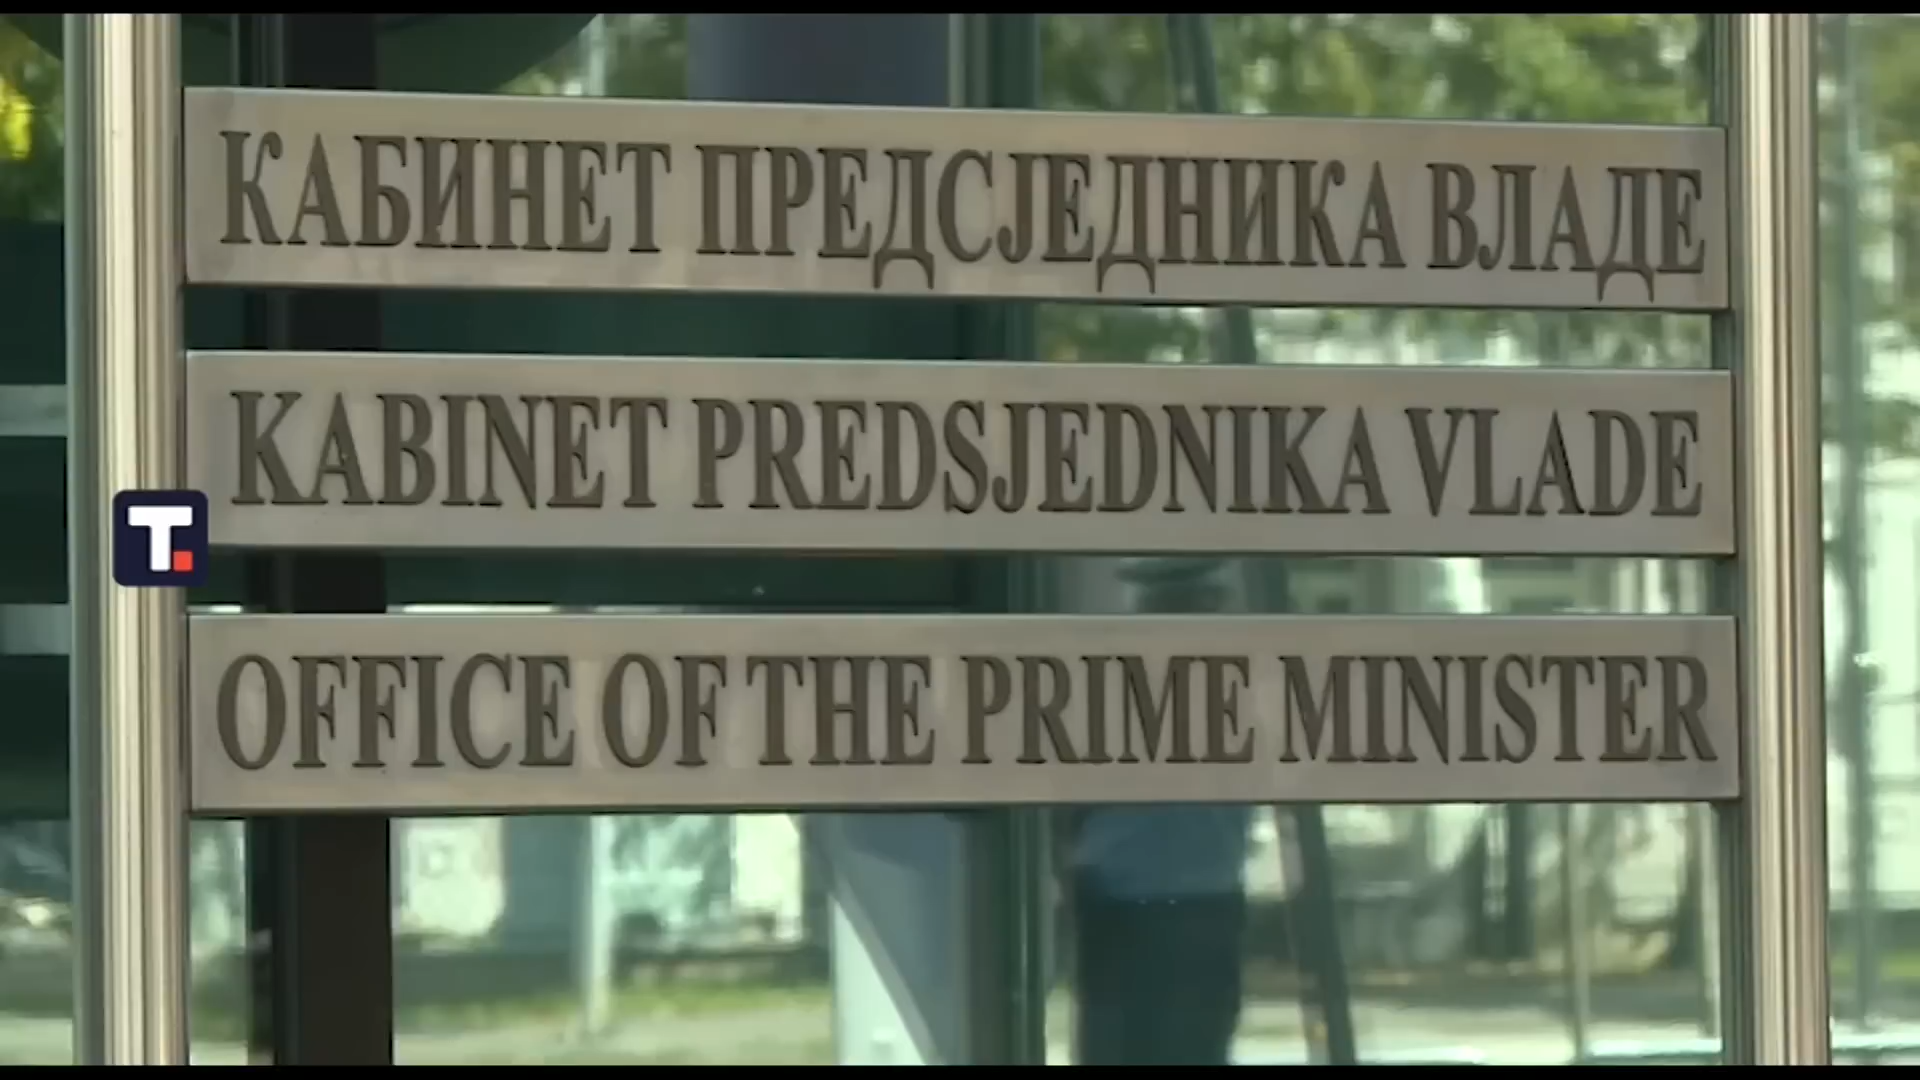 КАБИНЕТ ПРЕДСЈЕДНИКА ВЛАДЕ
KABINET PREDSJEDNIKA VLADE
T.
OFFICE OF THE PRIME MINISTER